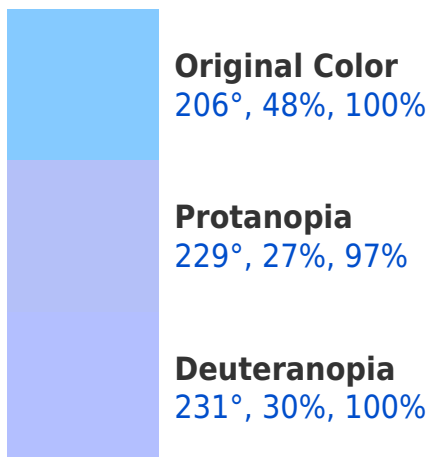 Original Color
206°, 48%, 100%
Protanopia
229°, 27%, 97%
Deuteranopia
231°, 30%, 100%